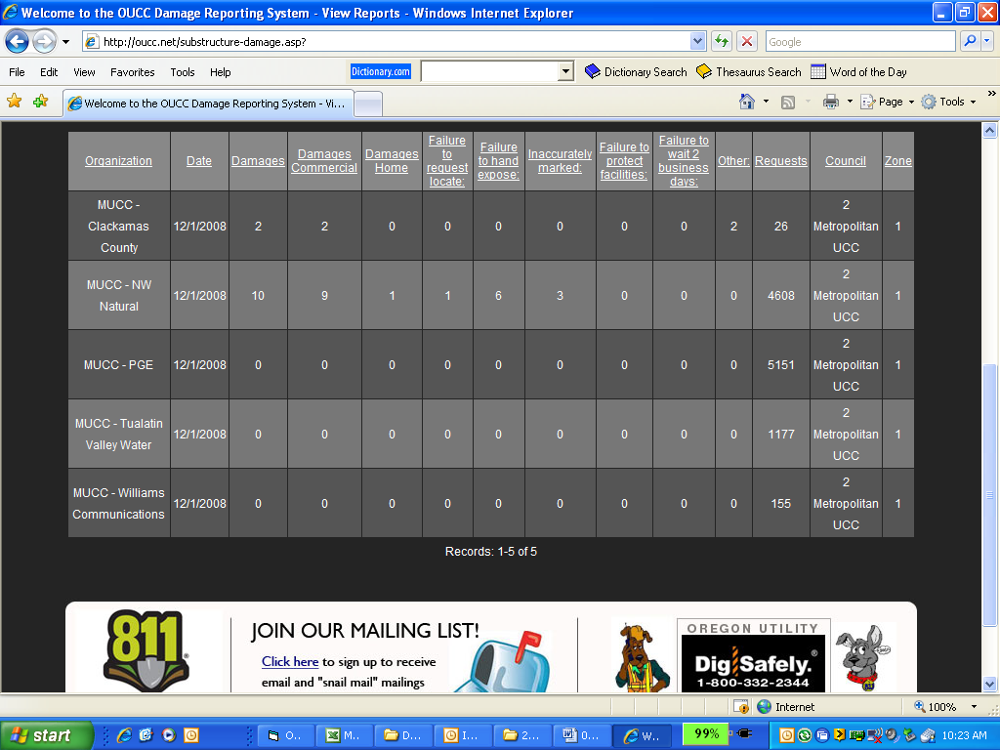 Welcome to the OUCC Damage Reporting System - View Reports - Windows Internet Explorer
http://oucc.net/substructure-damage.asp?
Google
File Edit View Favorites Tools Help
Dictionary.com
Dictionary Search Thesaurus Search Word of the Day
Welcome to the OUCC Damage Reporting System - Vi...
Page Tools
Organization Date Damages Damages Commercial Damages Home Failure to request locate: Failure to hand expose: Inaccurately marked: Failure to protect facilities: Failure to wait 2 business days: Other: Requests Council Zone
MUCC - Clackamas County 12/1/2008 2 2 0 0 0 0 0 0 2 26 2 Metropolitan UCC 1
MUCC - NW Natural 12/1/2008 10 9 1 1 6 3 0 0 0 4608 2 Metropolitan UCC 1
MUCC - PGE 12/1/2008 0 0 0 0 0 0 0 0 0 5151 2 Metropolitan UCC 1
MUCC - Tualatin Valley Water 12/1/2008 0 0 0 0 0 0 0 0 0 1177 2 Metropolitan UCC 1
MUCC - Williams Communications 12/1/2008 0 0 0 0 0 0 0 0 0 155 2 Metropolitan UCC 1
Records: 1-5 of 5
811
JOIN OUR MAILING LIST!
Click here to sign up to receive
email and "snail mail" mailings
OREGON UTILITY
Dig Safely.®
1-800-332-2344
Internet
100%
start
O...
M...
D...
I...
2...
0...
W...
99%
10:23 AM